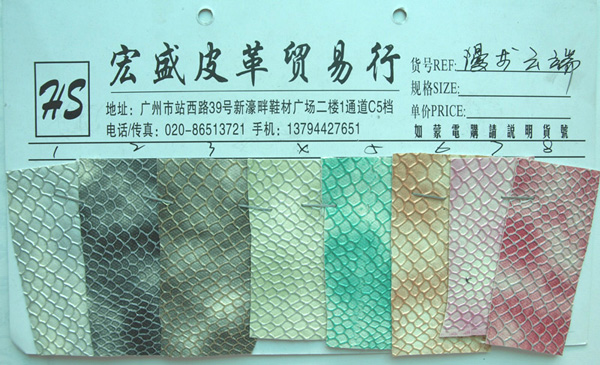 宏盛皮革贸易行
HS
地址：广州市站西路39号新濠畔鞋材广场二楼1通道C5档
电话/传真：020-86513721 手机：13794427651
货号REF: 漫步云端
规格SIZE:
单价PRICE:
如蒙電購請説明貨號
1 2 3 4 5 6 7 8